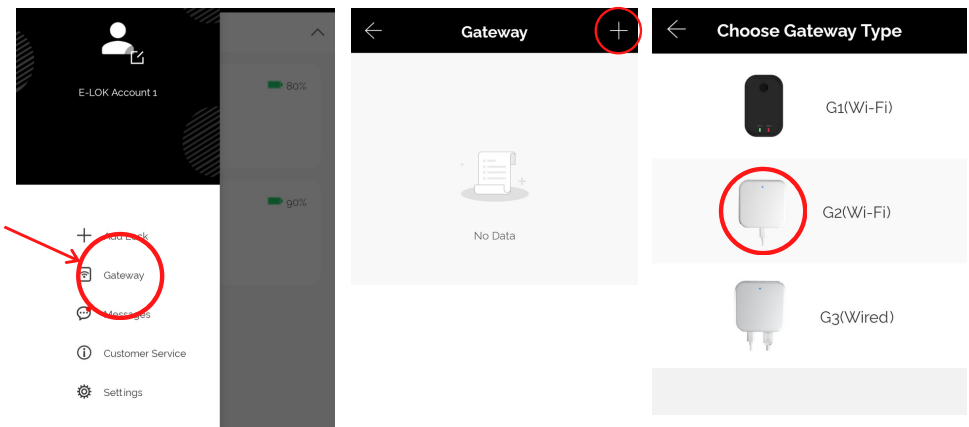 E-LOK Account 1
80%
90%
Add Lock
Gateway
Messages
Customer Service
Settings
Gateway
No Data
Choose Gateway Type
G1(Wi-Fi)
G2(Wi-Fi)
G3(Wired)